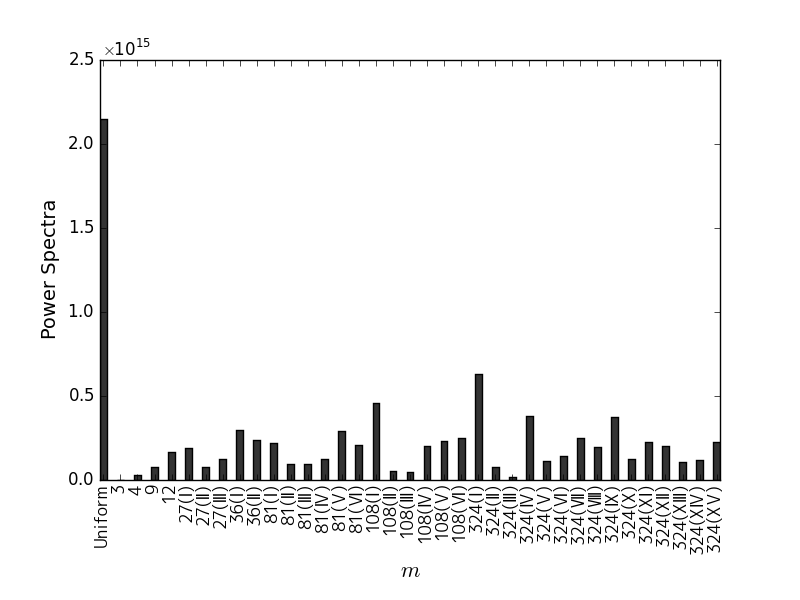 ×10¹⁵
2.5
2.0
1.5
1.0
0.5
0.0
Power Spectra
Uniform
3
4
9
12
27(I)
27(II)
27(III)
36(I)
36(II)
81(I)
81(II)
81(III)
81(IV)
81(V)
81(VI)
108(I)
108(II)
108(III)
108(IV)
108(V)
108(VI)
324(I)
324(II)
324(III)
324(IV)
324(V)
324(VI)
324(VII)
324(VIII)
324(IX)
324(X)
324(XI)
324(XII)
324(XIII)
324(XIV)
324(XV)
m